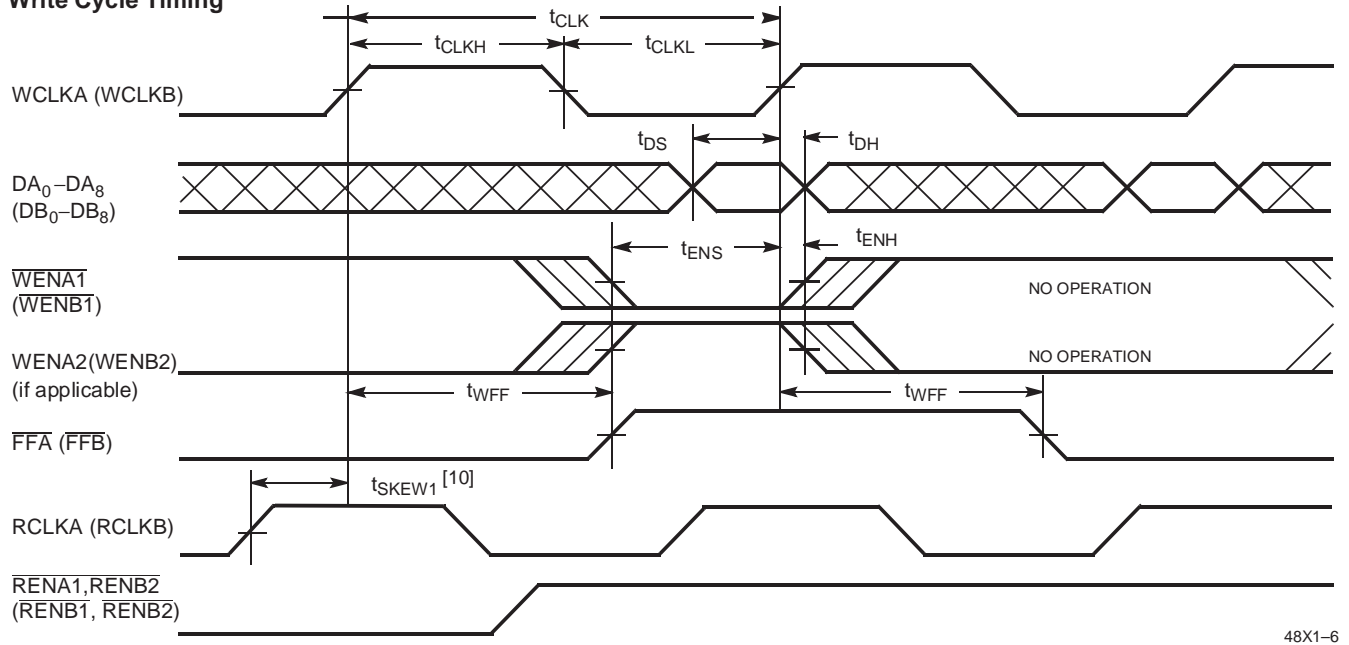 Write Cycle Timing
tCLK
tCLKH
tCLKL
WCLKA (WCLKB)
tDS
tDH
DA0–DA8
(DB0–DB8)
tENS
tENH
WENA1
(WENB1)
NO OPERATION
WENA2(WENB2)
(if applicable)
NO OPERATION
tWFF
tWFF
FFA (FFB)
tSKEW1 [10]
RCLKA (RCLKB)
RENA1,RENB2
(RENB1, RENB2)
48X1–6